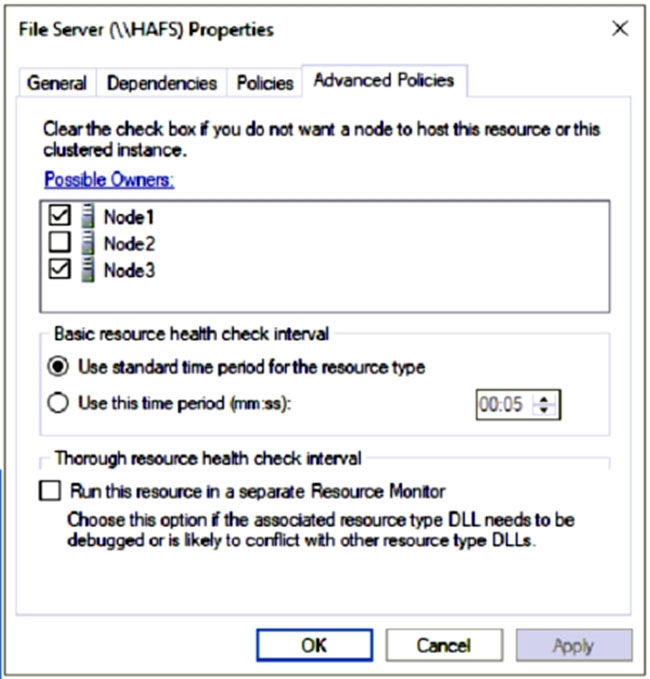 File Server (\\HAFS) Properties
General Dependencies Policies Advanced Policies
Clear the check box if you do not want a node to host this resource or this
clustered instance.
Possible Owners:
Node1
Node2
Node3
Basic resource health check interval
Use standard time period for the resource type
Use this time period (mm:ss): 00:05
Thorough resource health check interval
Run this resource in a separate Resource Monitor
Choose this option if the associated resource type DLL needs to be
debugged or is likely to conflict with other resource type DLLs.
OK Cancel Apply